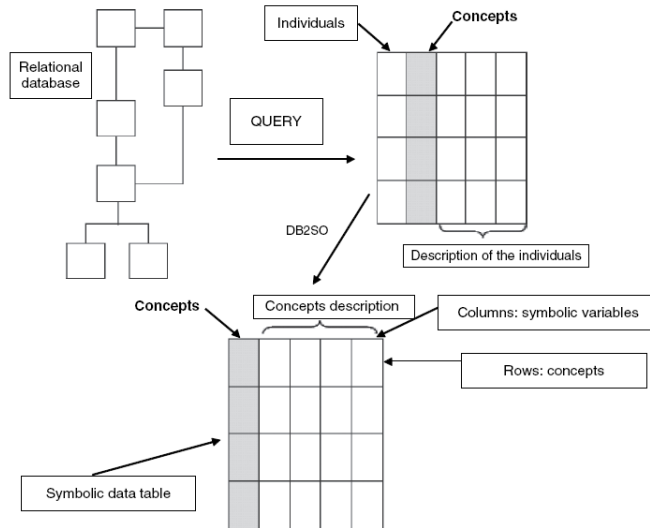 Individuals
Concepts
Relational
database
QUERY
DB2SO
Description of the individuals
Concepts
Concepts description
Columns: symbolic variables
Rows: concepts
Symbolic data table